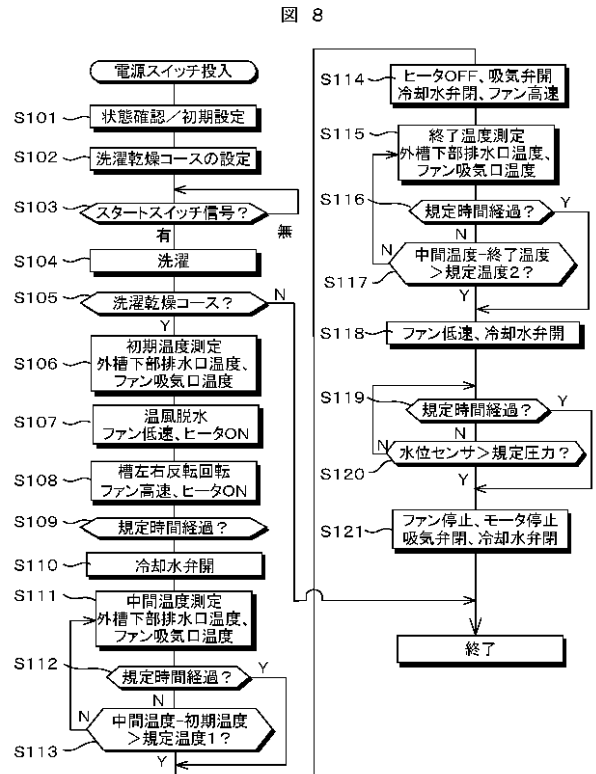 図 8
電源スイッチ投入
S101
状態確認／初期設定
S102
洗濯乾燥コースの設定
S103
スタートスイッチ信号？
有
無
S104
洗濯
S105
洗濯乾燥コース？
N
Y
S106
初期温度測定
外槽下部排水口温度、
ファン吸気口温度
S107
温風脱水
ファン低速、ヒータON
S108
槽左右反転回転
ファン高速、ヒータON
S109
規定時間経過？
S110
冷却水弁開
S111
中間温度測定
外槽下部排水口温度、
ファン吸気口温度
S112
規定時間経過？
Y
N
N
中間温度-初期温度
＞規定温度1？
S113
Y
S114
ヒータOFF、吸気弁開
冷却水弁閉、ファン高速
S115
終了温度測定
外槽下部排水口温度、
ファン吸気口温度
S116
規定時間経過？
Y
N
N
中間温度-終了温度
＞規定温度2？
S117
Y
S118
ファン低速、冷却水弁開
S119
規定時間経過？
Y
N
N
水位センサ＞規定圧力？
S120
Y
S121
ファン停止、モータ停止
吸気弁閉、冷却水弁閉
終了